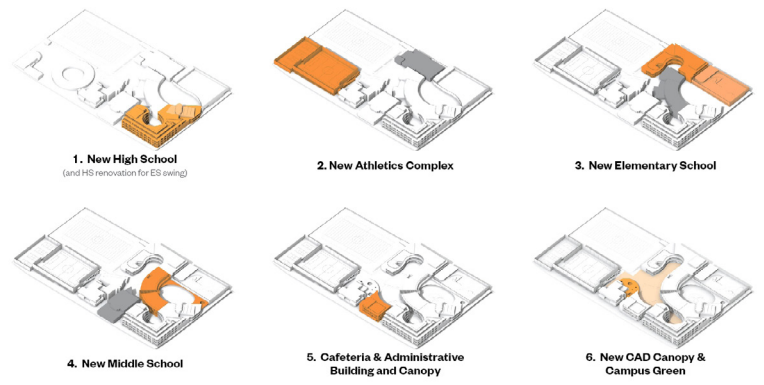 1. New High School
(and HS renovation for ES swing)
2. New Athletics Complex
3. New Elementary School
4. New Middle School
5. Cafeteria & Administrative
Building and Canopy
6. New CAD Canopy &
Campus Green